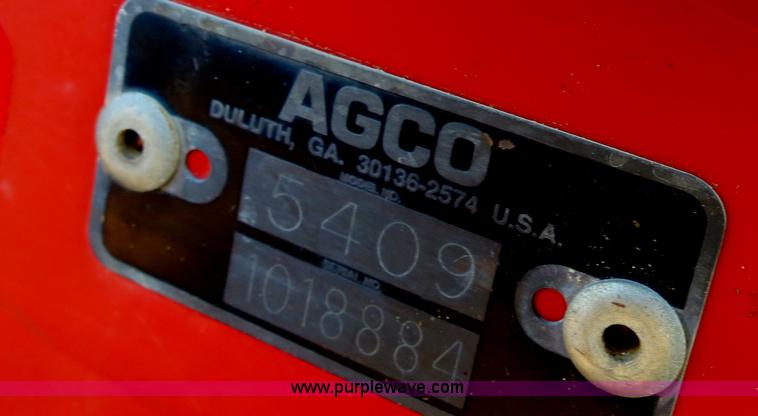 AGCO
DULUTH, GA. 30136-2574 U.S.A.
MODEL NO.
5409
SERIAL NO.
1018884
www.purplewave.com